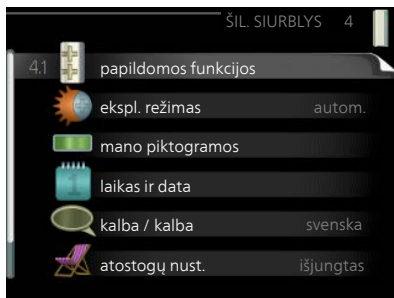 ŠIL. SIURBLYS 4
4.1 papildomos funkcijos
ekspl. režimas autom.
mano piktogramos
laikas ir data
kalba / kalba svenska
atostogų nust. išjungtas